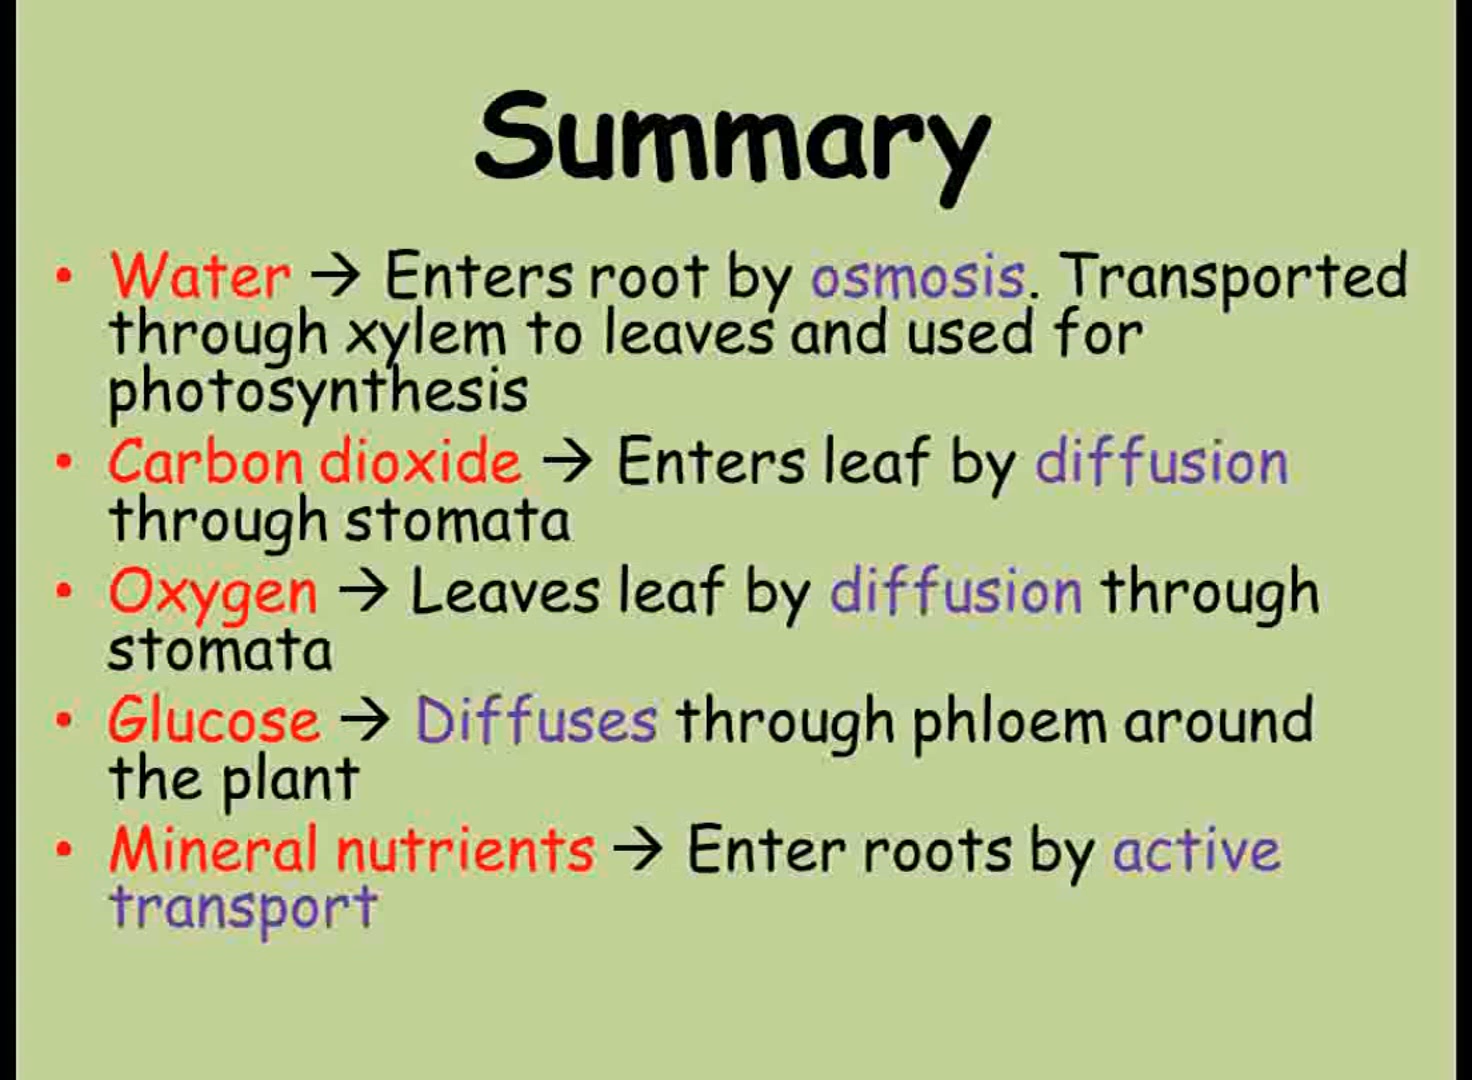 Summary
• Water → Enters root by osmosis. Transported
through xylem to leaves and used for
photosynthesis
• Carbon dioxide → Enters leaf by diffusion
through stomata
• Oxygen → Leaves leaf by diffusion through
stomata
• Glucose → Diffuses through phloem around
the plant
• Mineral nutrients → Enter roots by active
transport